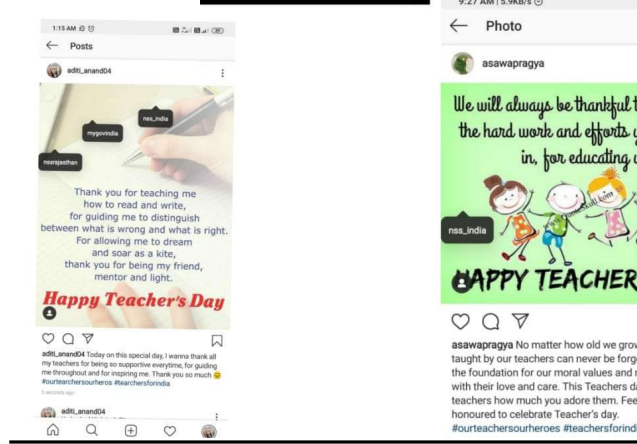 1:15 AM
Posts
aditi_anand04
nss_india
mygovindia
nssrajasthan
Thank you for teaching me
how to read and write,
for guiding me to distinguish
between what is wrong and what is right.
For allowing me to dream
and soar as a kite,
thank you for being my friend,
mentor and light.
Happy Teacher's Day
aditi_anand04 Today on this special day, I wanna thank all
my teachers for being so supportive everytime, for guiding
me throughout and for inspiring me. Thank you so much
#ourtearchersourheros #tearchersforindia
5 seconds ago
aditi_anand04
9:27 AM | 5.9KB/s
Photo
asawapragya
We will always be thankful
the hard work and efforts
in, for educating
nss_india
HAPPY TEACHER
asawapragya No matter how old we grow
taught by our teachers can never be
the foundation for our moral values and
with their love and care. This Teachers
teachers how much you adore them.
honoured to celebrate Teacher's day.
#ourteachersourheroes